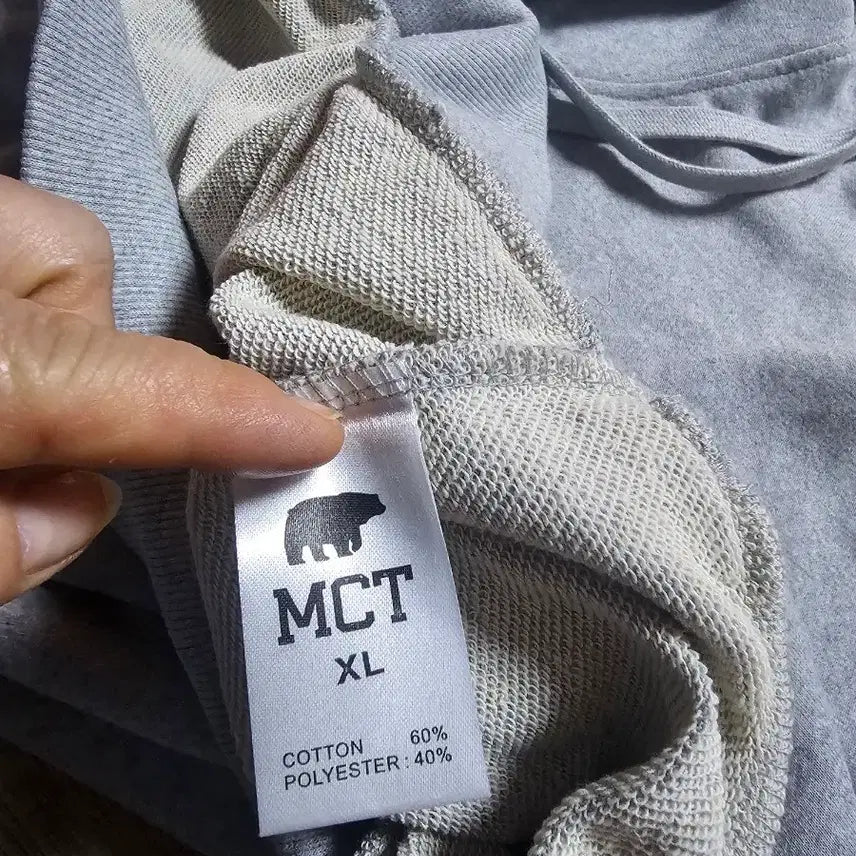 MCT
XL
COTTON 60%
POLYESTER : 40%